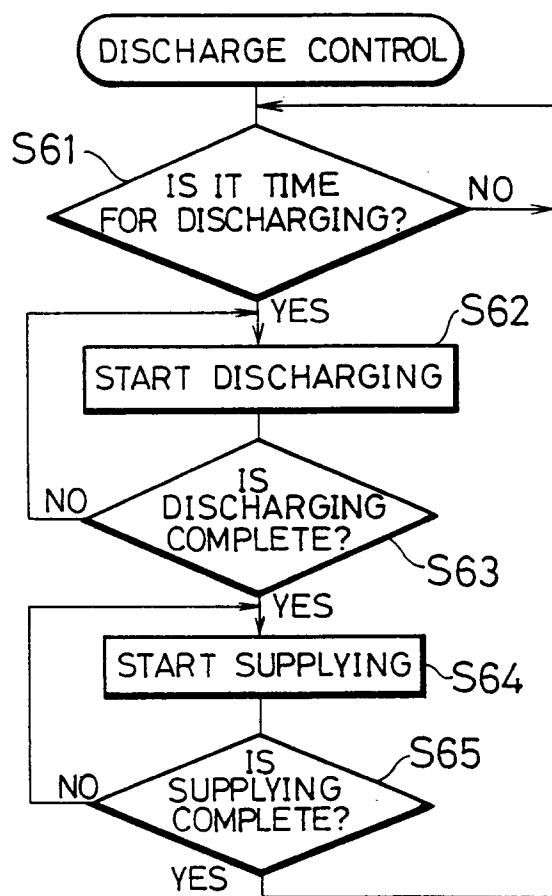 DISCHARGE CONTROL
S61
IS IT TIME
FOR DISCHARGING?
NO
YES
S62
START DISCHARGING
IS
DISCHARGING
COMPLETE?
NO
S63
YES
START SUPPLYING
S64
S65
IS
SUPPLYING
COMPLETE?
NO
YES